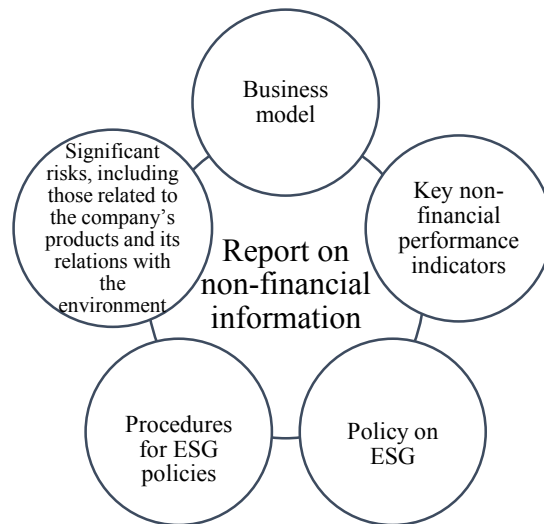 Business
model
Significant
risks, including
those related to
the company's
products and its
relations with
the
environment
Key non-
financial
performance
indicators
Report on
non-financial
information
Procedures
for ESG
policies
Policy on
ESG